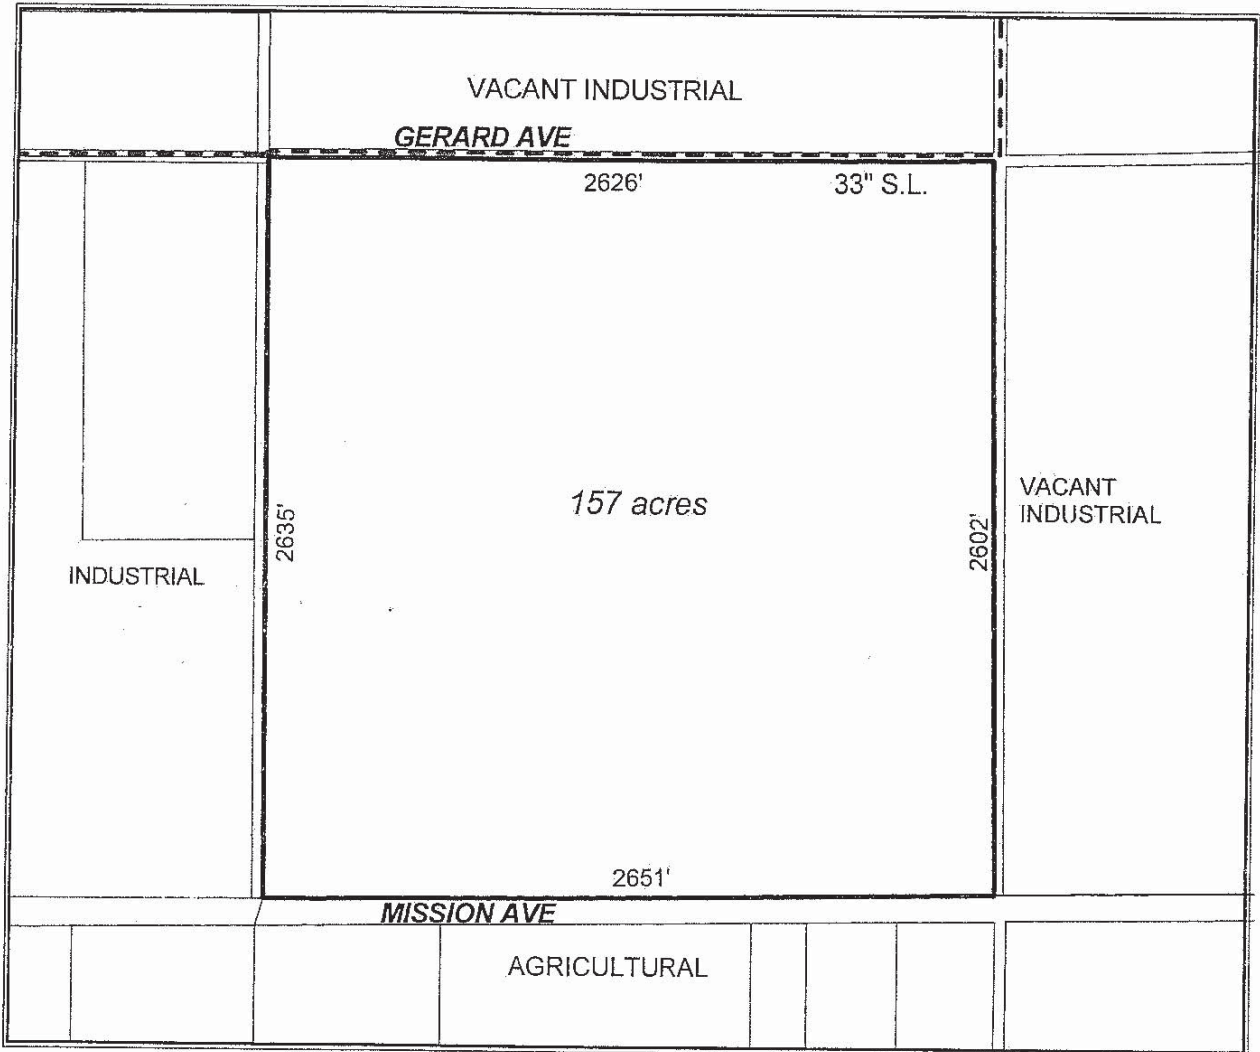 VACANT INDUSTRIAL
GERARD AVE
2626'
33" S.L.
157 acres
2635'
2602'
VACANT
INDUSTRIAL
INDUSTRIAL
2651'
MISSION AVE
AGRICULTURAL